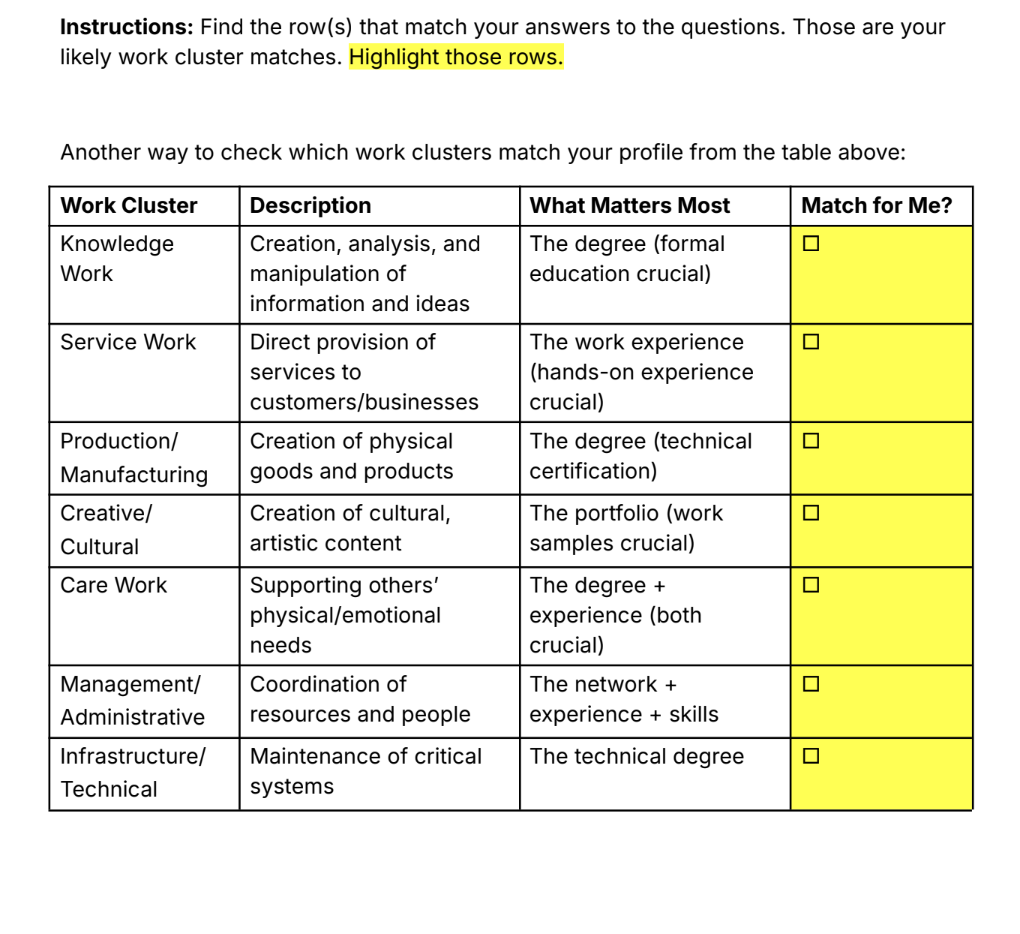 Instructions: Find the row(s) that match your answers to the questions. Those are your
likely work cluster matches. Highlight those rows.
Another way to check which work clusters match your profile from the table above:
Work Cluster Description What Matters Most Match for Me?
Knowledge
Work
Creation, analysis, and
manipulation of
information and ideas
The degree (formal
education crucial)
☐
Service Work
Direct provision of
services to
customers/businesses
The work experience
(hands-on experience
crucial)
☐
Production/
Manufacturing
Creation of physical
goods and products
The degree (technical
certification)
☐
Creative/
Cultural
Creation of cultural,
artistic content
The portfolio (work
samples crucial)
☐
Care Work
Supporting others’
physical/emotional
needs
The degree +
experience (both
crucial)
☐
Management/
Administrative
Coordination of
resources and people
The network +
experience + skills
☐
Infrastructure/
Technical
Maintenance of critical
systems
The technical degree
☐